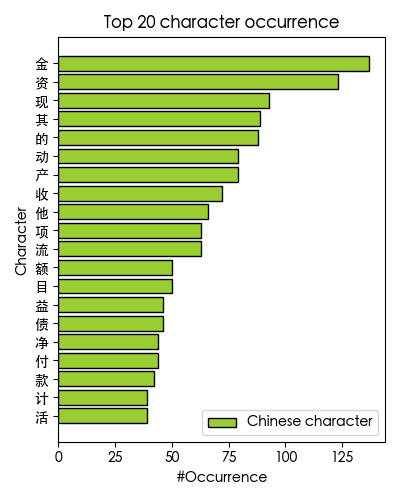 Top 20 character occurrence
Character
金
资
现
其
的
动
产
收
他
项
流
额
目
益
债
净
付
款
计
活
Chinese character
0 25 50 75 100 125
#Occurrence